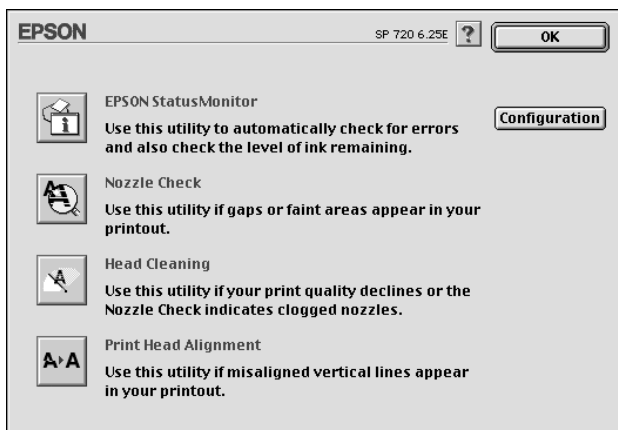 EPSON
SP 720 6.25E
?
OK
EPSON StatusMonitor
Use this utility to automatically check for errors
and also check the level of ink remaining.
Configuration
Nozzle Check
Use this utility if gaps or faint areas appear in your
printout.
Head Cleaning
Use this utility if your print quality declines or the
Nozzle Check indicates clogged nozzles.
Print Head Alignment
Use this utility if misaligned vertical lines appear
in your printout.